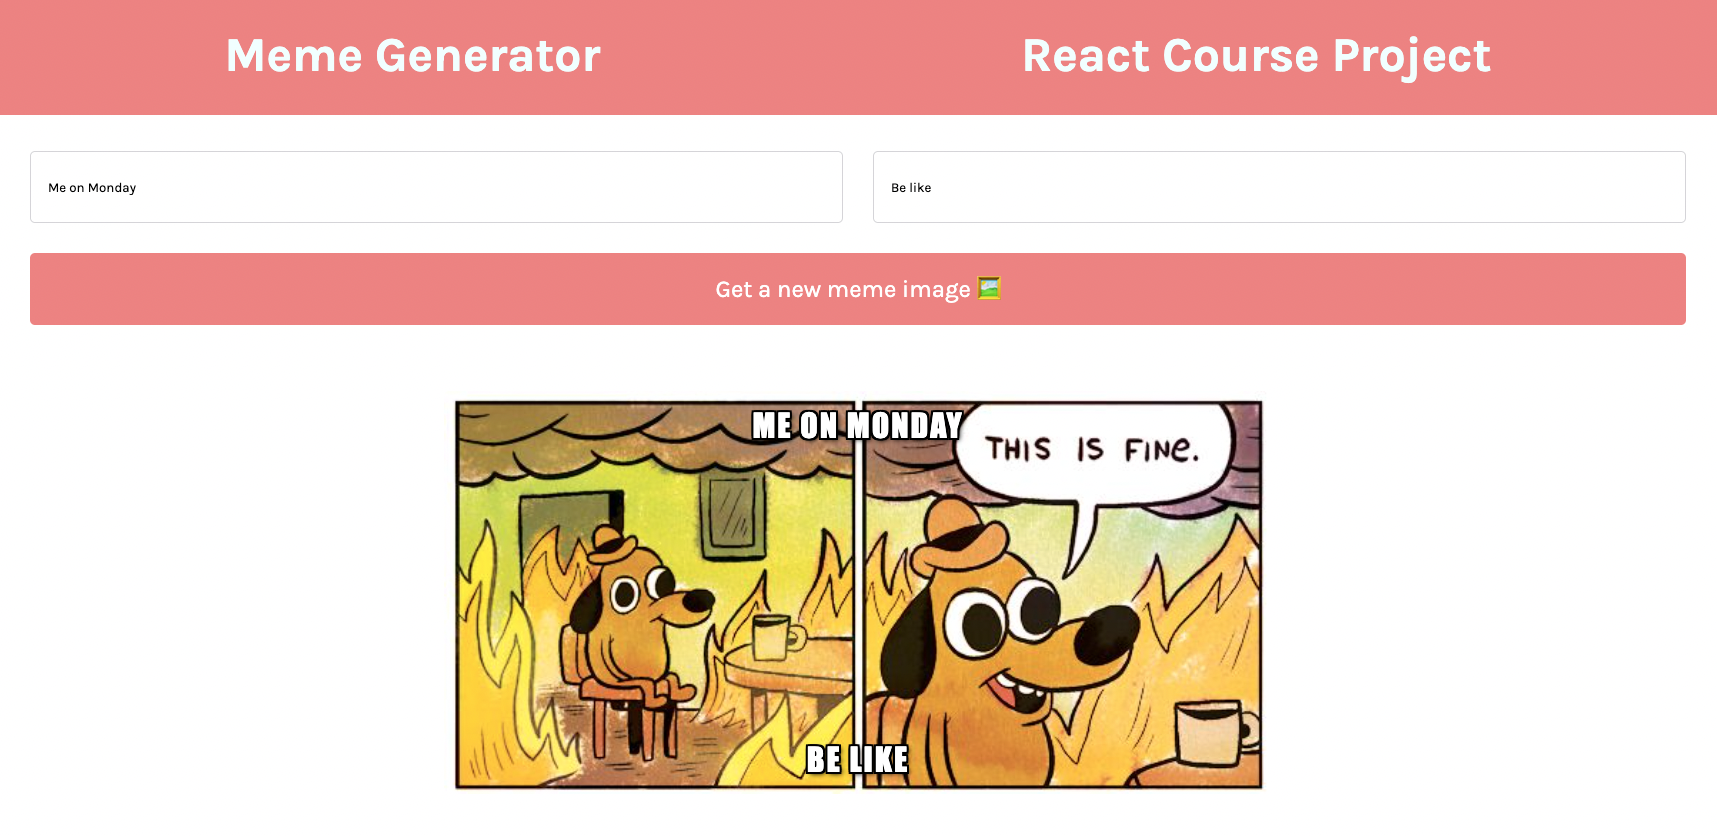 Meme Generator
React Course Project
Me on Monday
Be like
Get a new meme image
ME ON MONDAY
THIS IS FINE.
BE LIKE